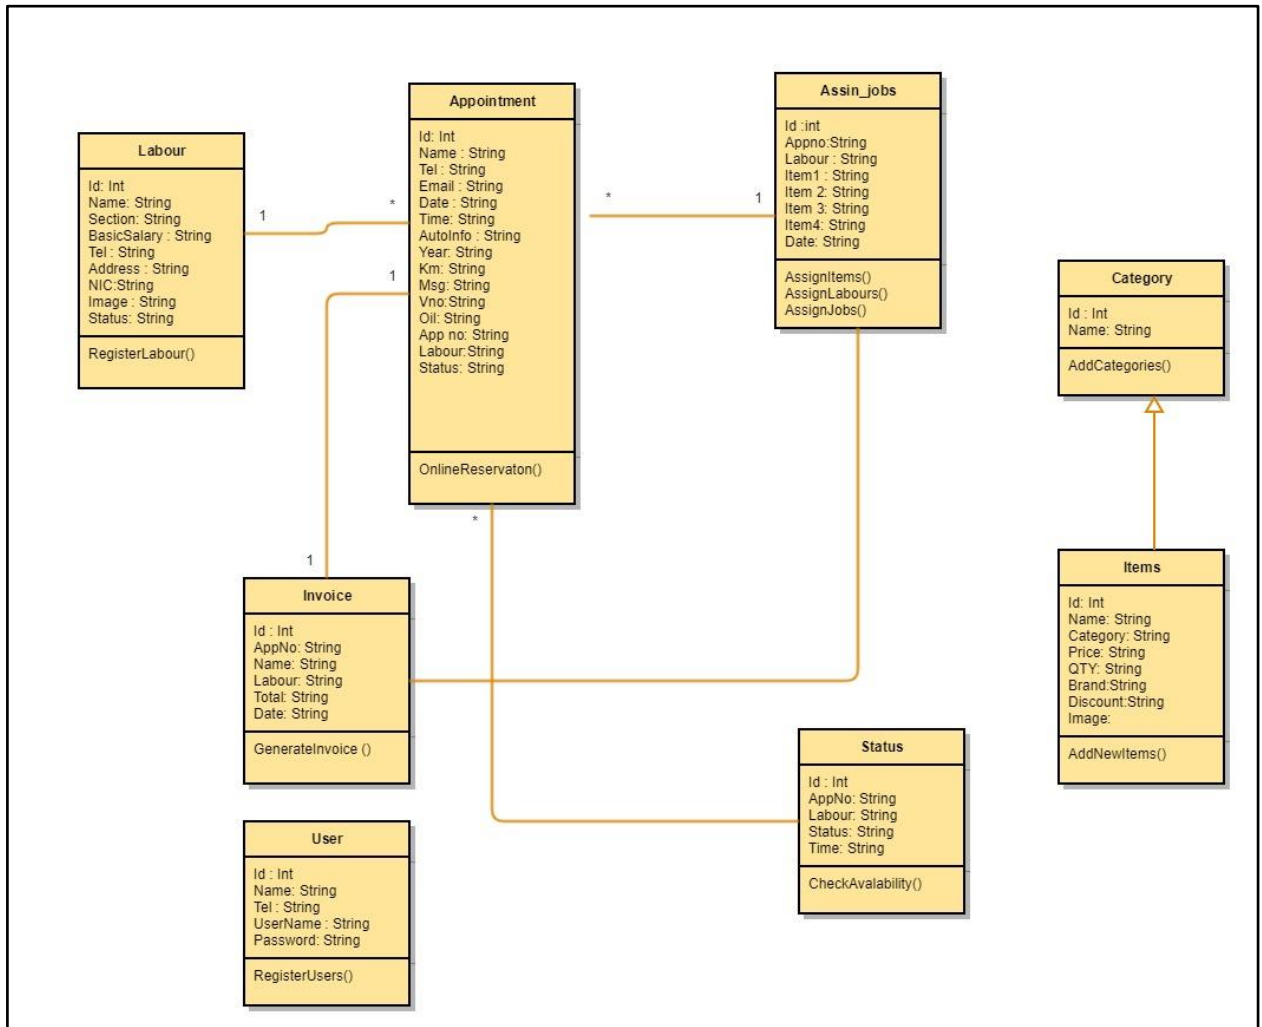 Labour
Id: Int
Name: String
Section: String
BasicSalary : String
Tel : String
Address : String
NIC:String
Image : String
Status: String
RegisterLabour()
1
*
1
Appointment
Id: Int
Name : String
Tel : String
Email : String
Date : String
Time: String
AutoInfo : String
Year: String
Km: String
Msg: String
Vno:String
Oil: String
App no: String
Labour:String
Status: String
OnlineReservaton()
*
*
1
Assin_jobs
Id :int
Appno:String
Labour : String
Item1 : String
Item 2: String
Item 3: String
Item4: String
Date: String
AssignItems()
AssignLabours()
AssignJobs()
Category
Id : Int
Name: String
AddCategories()
1
Invoice
Id : Int
AppNo: String
Name: String
Labour: String
Total: String
Date: String
GenerateInvoice ()
Items
Id: Int
Name: String
Category: String
Price: String
QTY: String
Brand:String
Discount:String
Image:
AddNewItems()
Status
Id : Int
AppNo: String
Labour: String
Status: String
Time: String
CheckAvalability()
User
Id : Int
Name: String
Tel : String
UserName : String
Password: String
RegisterUsers()